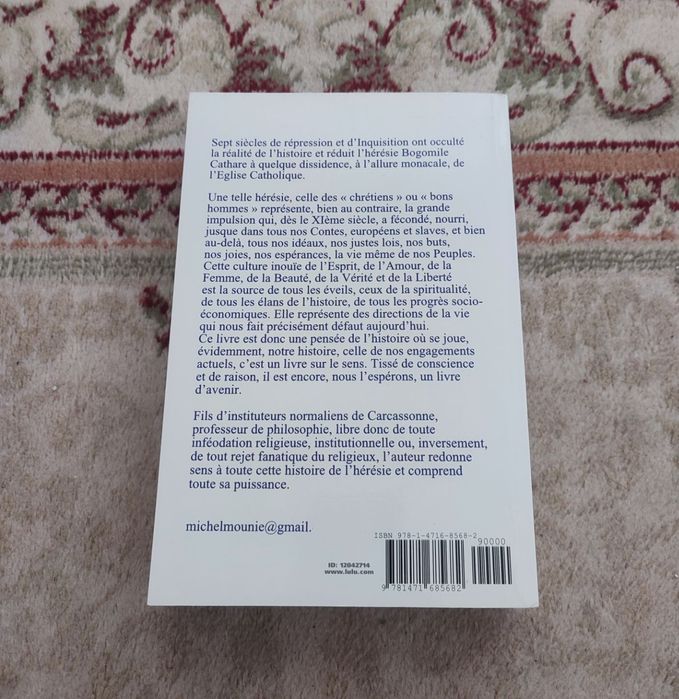 Sept siècles de répression et d'Inquisition ont occulté
la réalité de l'histoire et réduit l'hérésie Bogomile
Cathare à quelque dissidence, à l'allure monacale, de
l'Eglise Catholique.
Une telle hérésie, celle des « chrétiens » ou « bons
hommes » représente, bien au contraire, la grande
impulsion qui, dès le XIème siècle, a fécondé, nourri,
jusque dans tous nos Contes, européens et slaves, et bien
au-delà, tous nos idéaux, nos justes lois, nos buts,
nos joies, nos espérances, la vie même de nos Peuples.
Cette culture inouïe de l'Esprit, de l'Amour, de la
Femme, de la Beauté, de la Vérité et de la Liberté
est la source de tous les éveils, ceux de la spiritualité,
de tous les élans de l'histoire, de tous les progrès socio-
économiques. Elle représente des directions de la vie
qui nous fait précisément défaut aujourd'hui.
Ce livre est donc une pensée de l'histoire où se joue,
évidemment, notre histoire, celle de nos engagements
actuels, c'est un livre sur le sens. Tissé de conscience
et de raison, il est encore, nous l'espérons, un livre
d'avenir.
Fils d'instituteurs normaliens de Carcassonne,
professeur de philosophie, libre donc de toute
inféodation religieuse, institutionnelle ou, inversement,
de tout rejet fanatique du religieux, l'auteur redonne
sens à toute cette histoire de l'hérésie et comprend
toute sa puissance.
michelmounie@gmail.
ISBN 978-1-4716-8568-2
90000
ID: 12842714
www.lulu.com
9 781471 685682